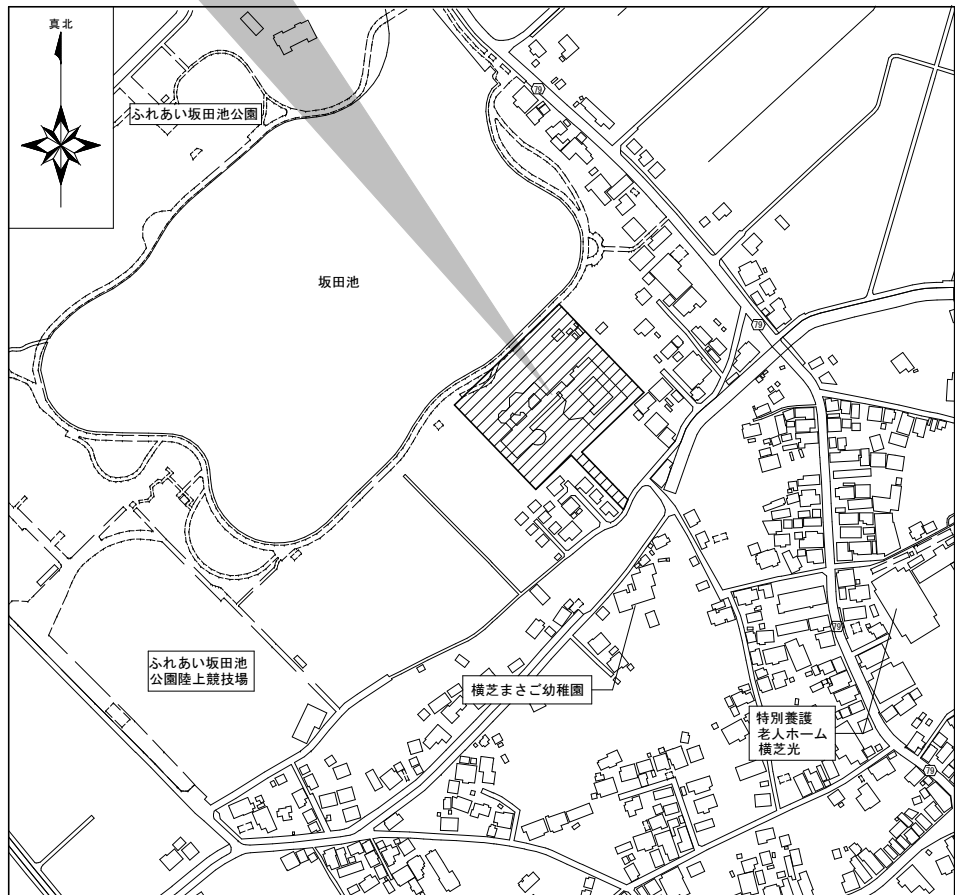 真北
79
ふれあい坂田池公園
坂田池
79
ふれあい坂田池
公園陸上競技場
横芝まさご幼稚園
79
特別養護
老人ホーム
横芝光
79